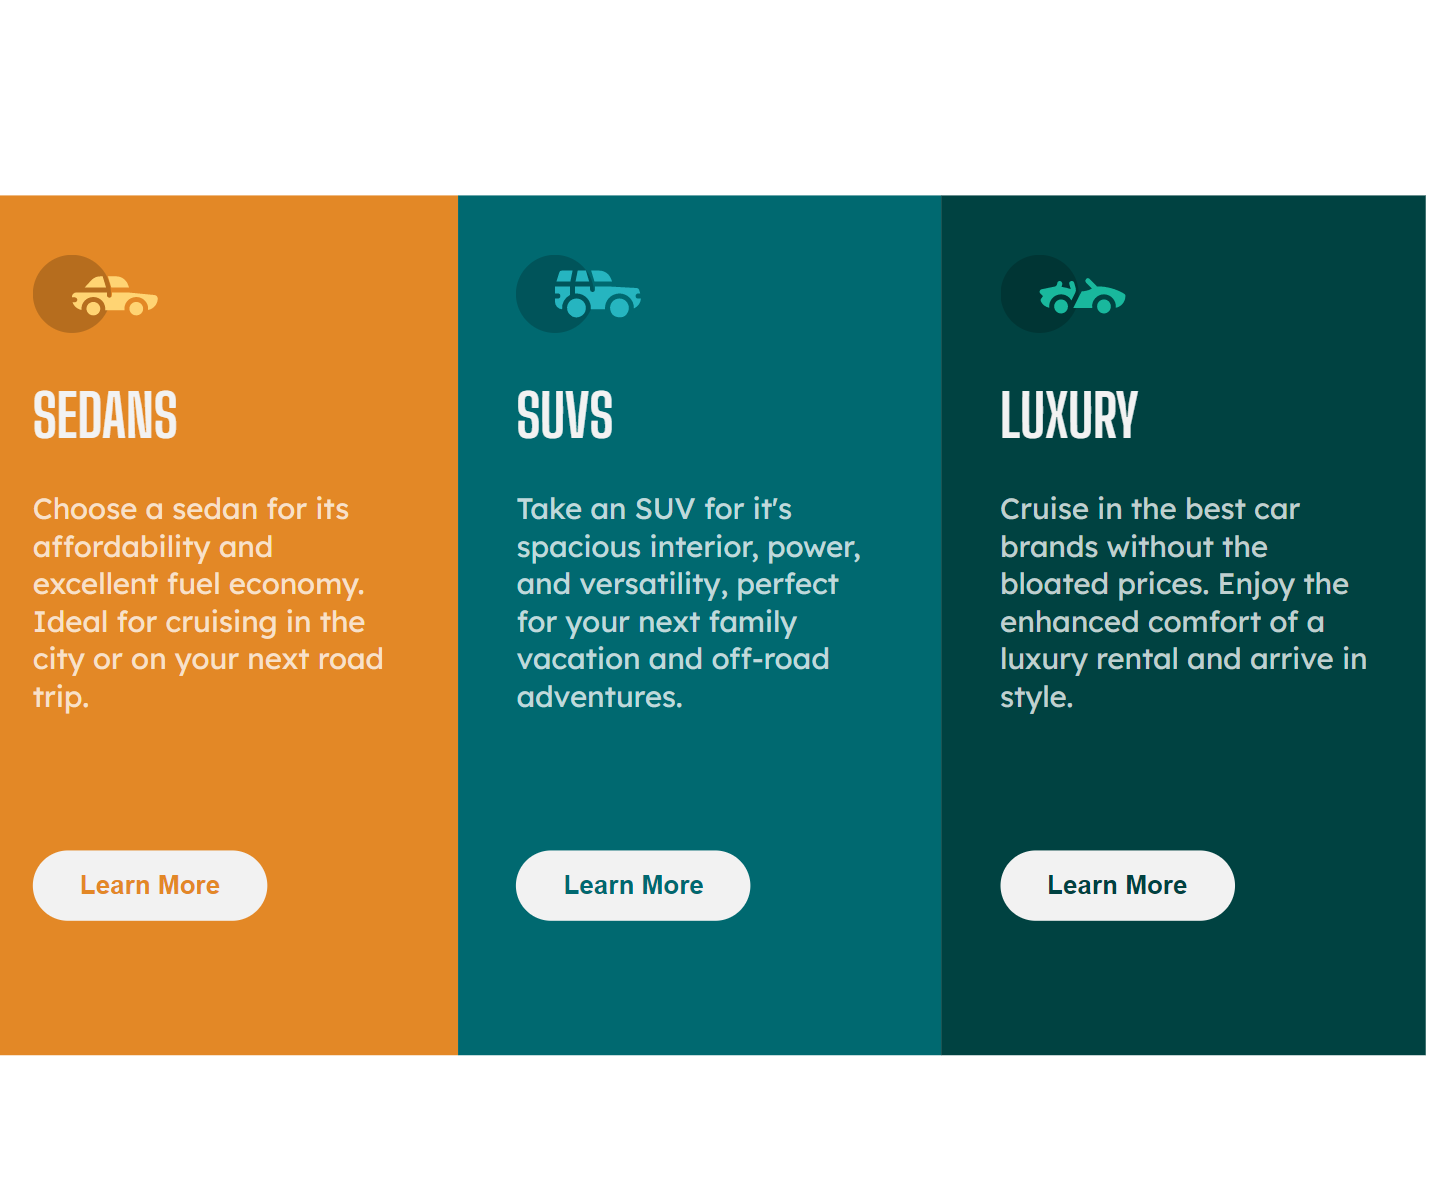 SEDANS
Choose a sedan for its
affordability and
excellent fuel economy.
Ideal for cruising in the
city or on your next road
trip.
Learn More
SUVS
Take an SUV for it's
spacious interior, power,
and versatility, perfect
for your next family
vacation and off-road
adventures.
Learn More
LUXURY
Cruise in the best car
brands without the
bloated prices. Enjoy the
enhanced comfort of a
luxury rental and arrive in
style.
Learn More